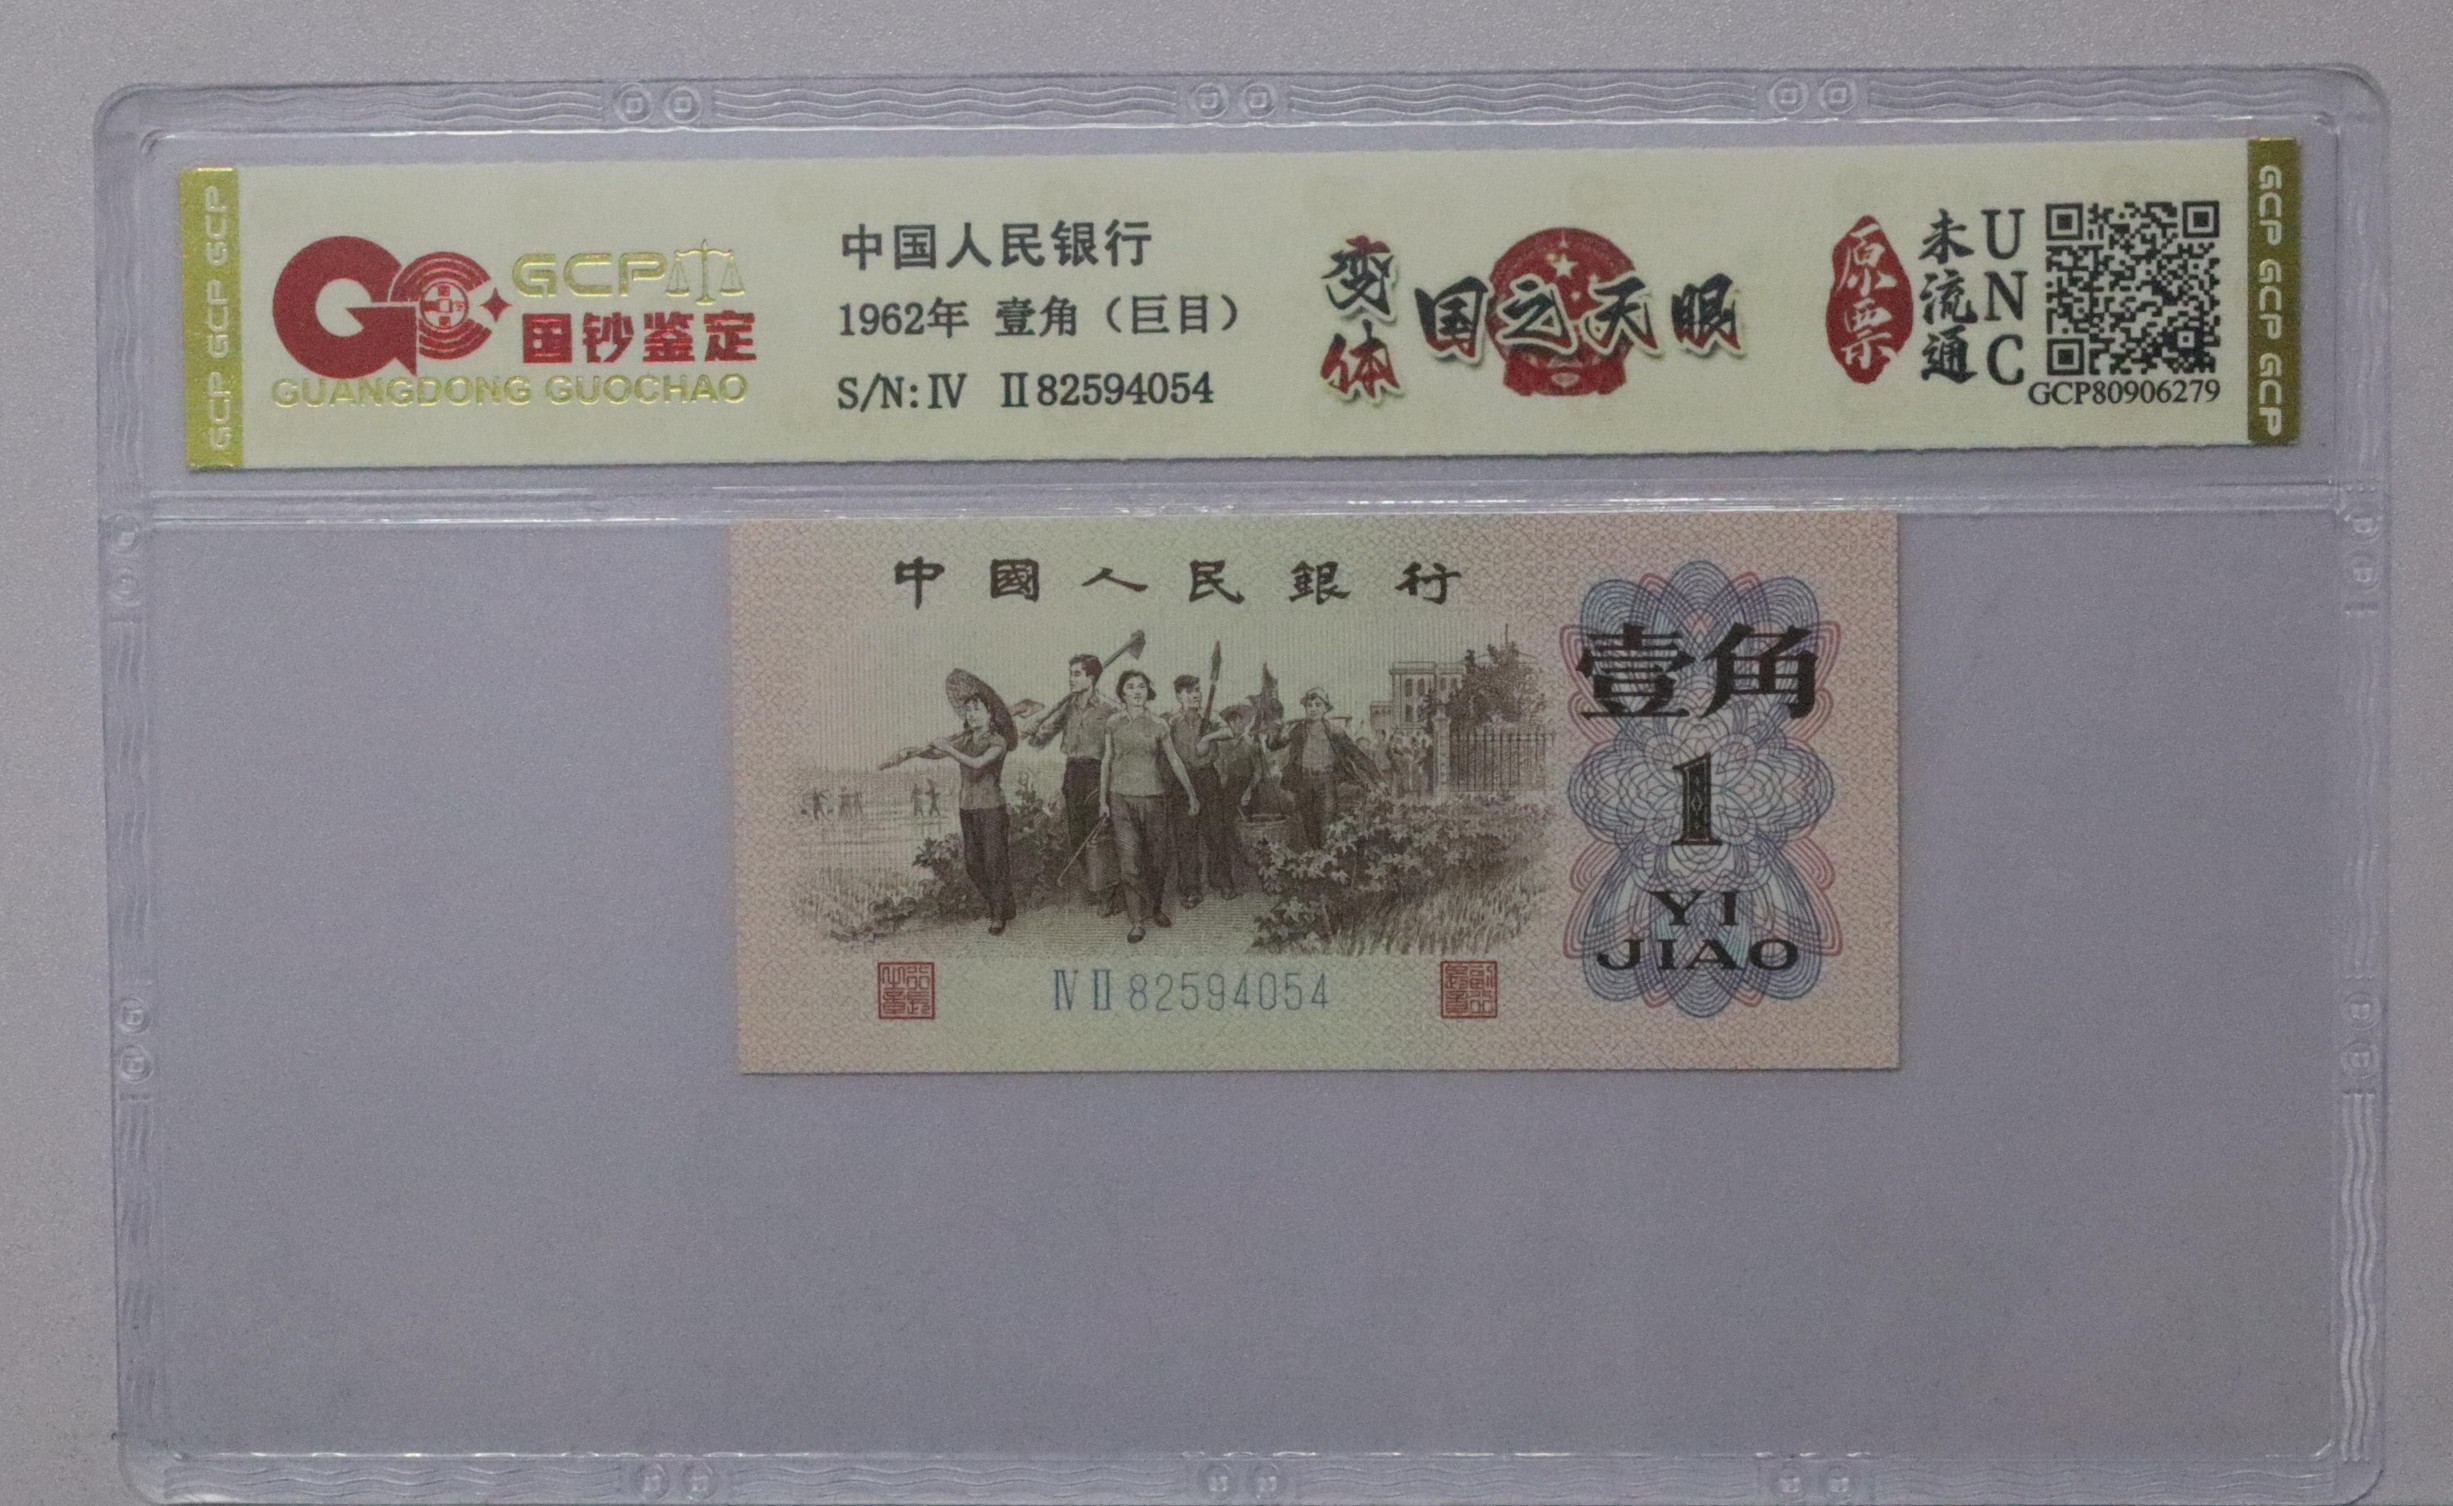 GCP GCP GCP
GCP
国钞鉴定
GUANGDONG GUOCHAO
中国人民银行
1962年 壹角（巨目）
S/N: Ⅳ Ⅱ82594054
变体
国之天眼
原票
未流通
UNC
GCP80906279
GCP GCP GCP
中國人民銀行
壹角
1
YI
JIAO
Ⅳ Ⅱ 82594054